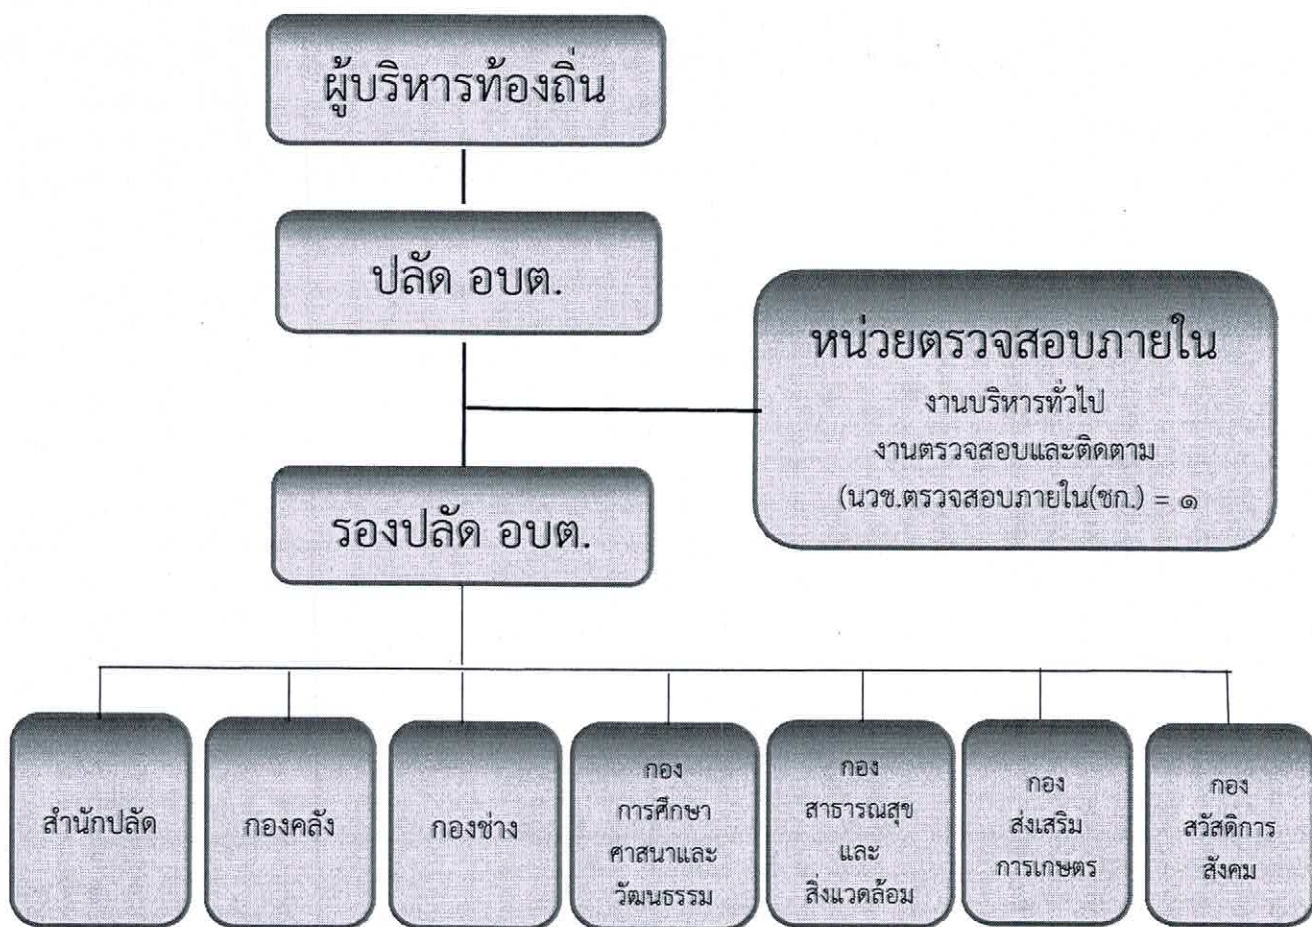 ผู้บริหารท้องถิ่น
ปลัด อบต.
หน่วยตรวจสอบภายใน
งานบริหารทั่วไป
งานตรวจสอบและติดตาม
(นวช.ตรวจสอบภายใน(ชก.) = ๑
รองปลัด อบต.
สำนักปลัด
กองคลัง
กองช่าง
กอง
การศึกษา
ศาสนาและ
วัฒนธรรม
กอง
สาธารณสุข
และ
สิ่งแวดล้อม
กอง
ส่งเสริม
การเกษตร
กอง
สวัสดิการ
สังคม